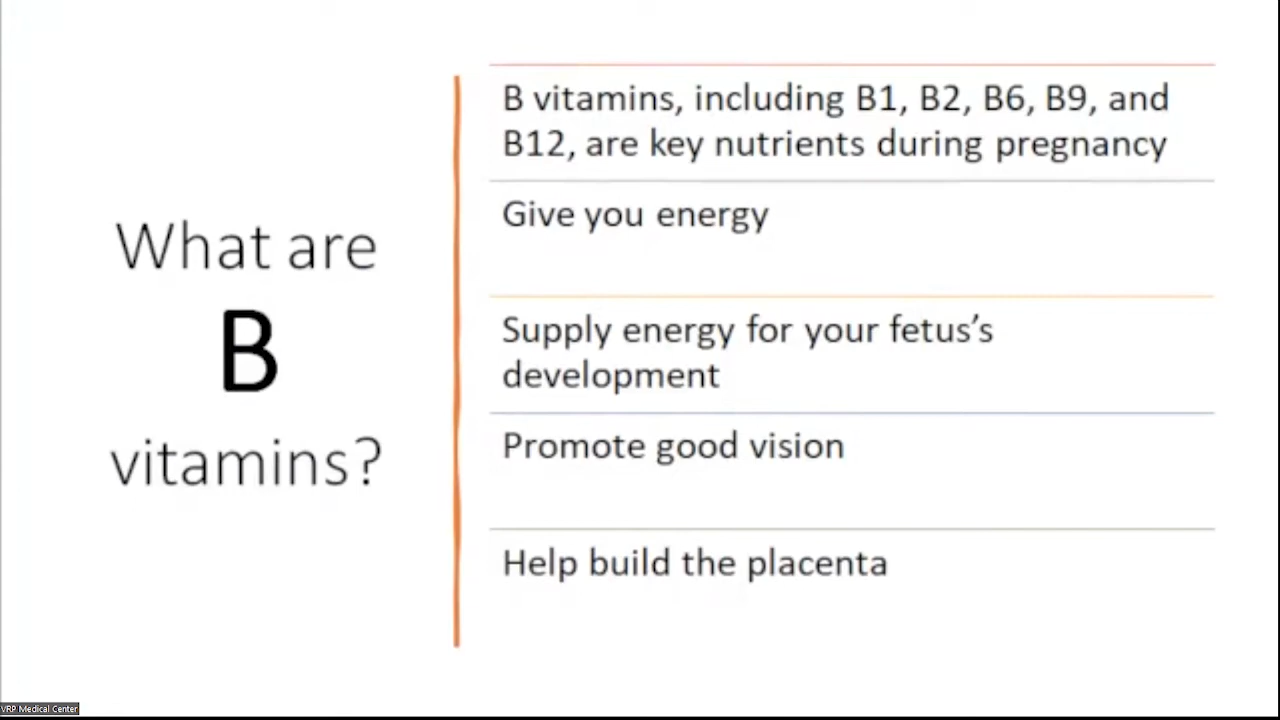 What are
B
vitamins?
B vitamins, including B1, B2, B6, B9, and
B12, are key nutrients during pregnancy
Give you energy
Supply energy for your fetus’s
development
Promote good vision
Help build the placenta
VRP Medical Center